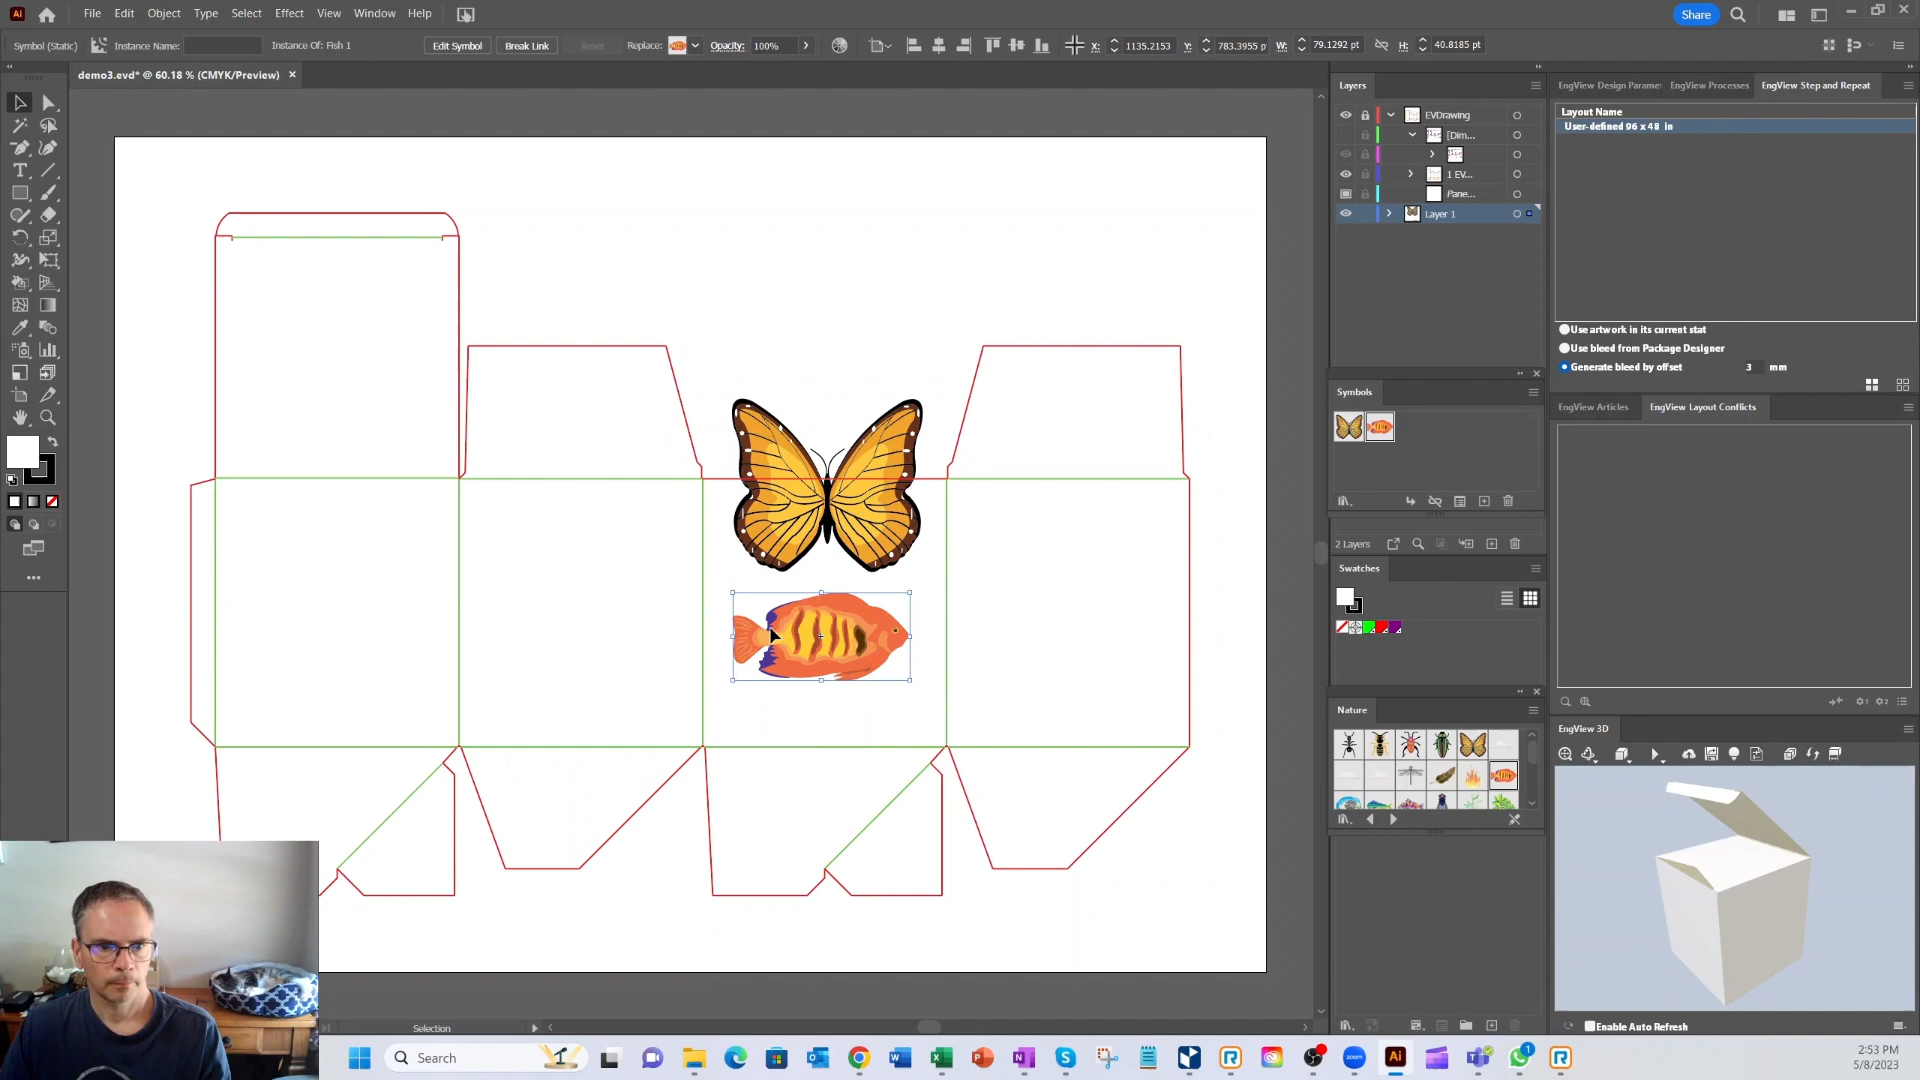 Ai File Edit Object Type Select Effect View Window Help Share
Symbol (Static) Instance Name: Instance Of: Fish 1 Edit Symbol Break Link Reset Replace: Opacity: 100% X: 1135.2153 Y: 783.3955 pt W: 79.1292 pt H: 40.8185 pt
demo3.evd* @ 60.18 % (CMYK/Preview) ×
Layers
EVDrawing
[Dim...
1 EV...
Pane...
Layer 1
Symbols
2 Layers
Swatches
Nature
EngView Design Parame EngView Processes EngView Step and Repeat
Layout Name
User-defined 96 x 48 in
Use artwork in its current stat
Use bleed from Package Designer
Generate bleed by offset 3 mm
EngView Articles EngView Layout Conflicts
EngView 3D
Enable Auto Refresh
Selection
Search
2:53 PM
5/8/2023